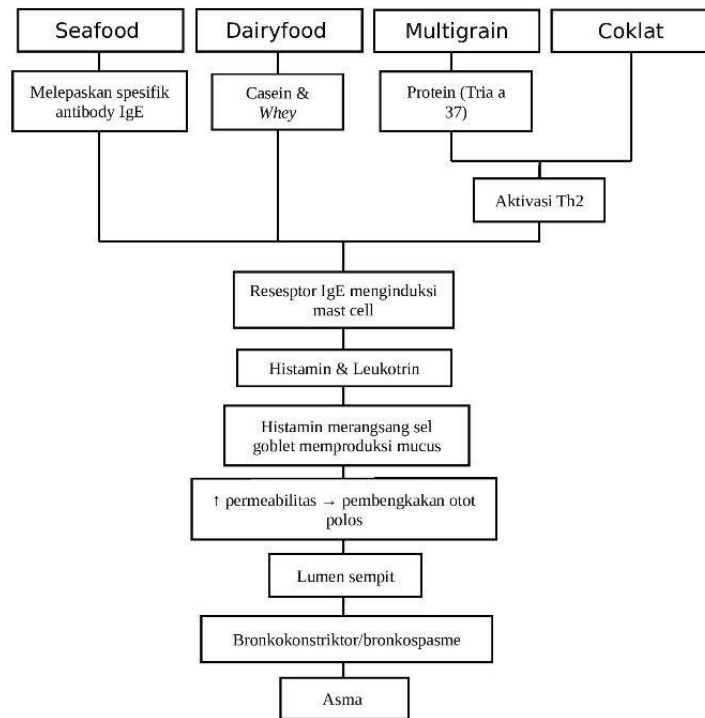 Seafood
Dairyfood
Multigrain
Coklat
Melepaskan spesifik
antibody IgE
Casein &
Whey
Protein (Tria a
37)
Aktivasi Th2
Resesptor IgE menginduksi
mast cell
Histamin & Leukotrin
Histamin merangsang sel
goblet memproduksi mucus
↑ permeabilitas → pembengkakan otot
polos
Lumen sempit
Bronkokonstriktor/bronkospasme
Asma